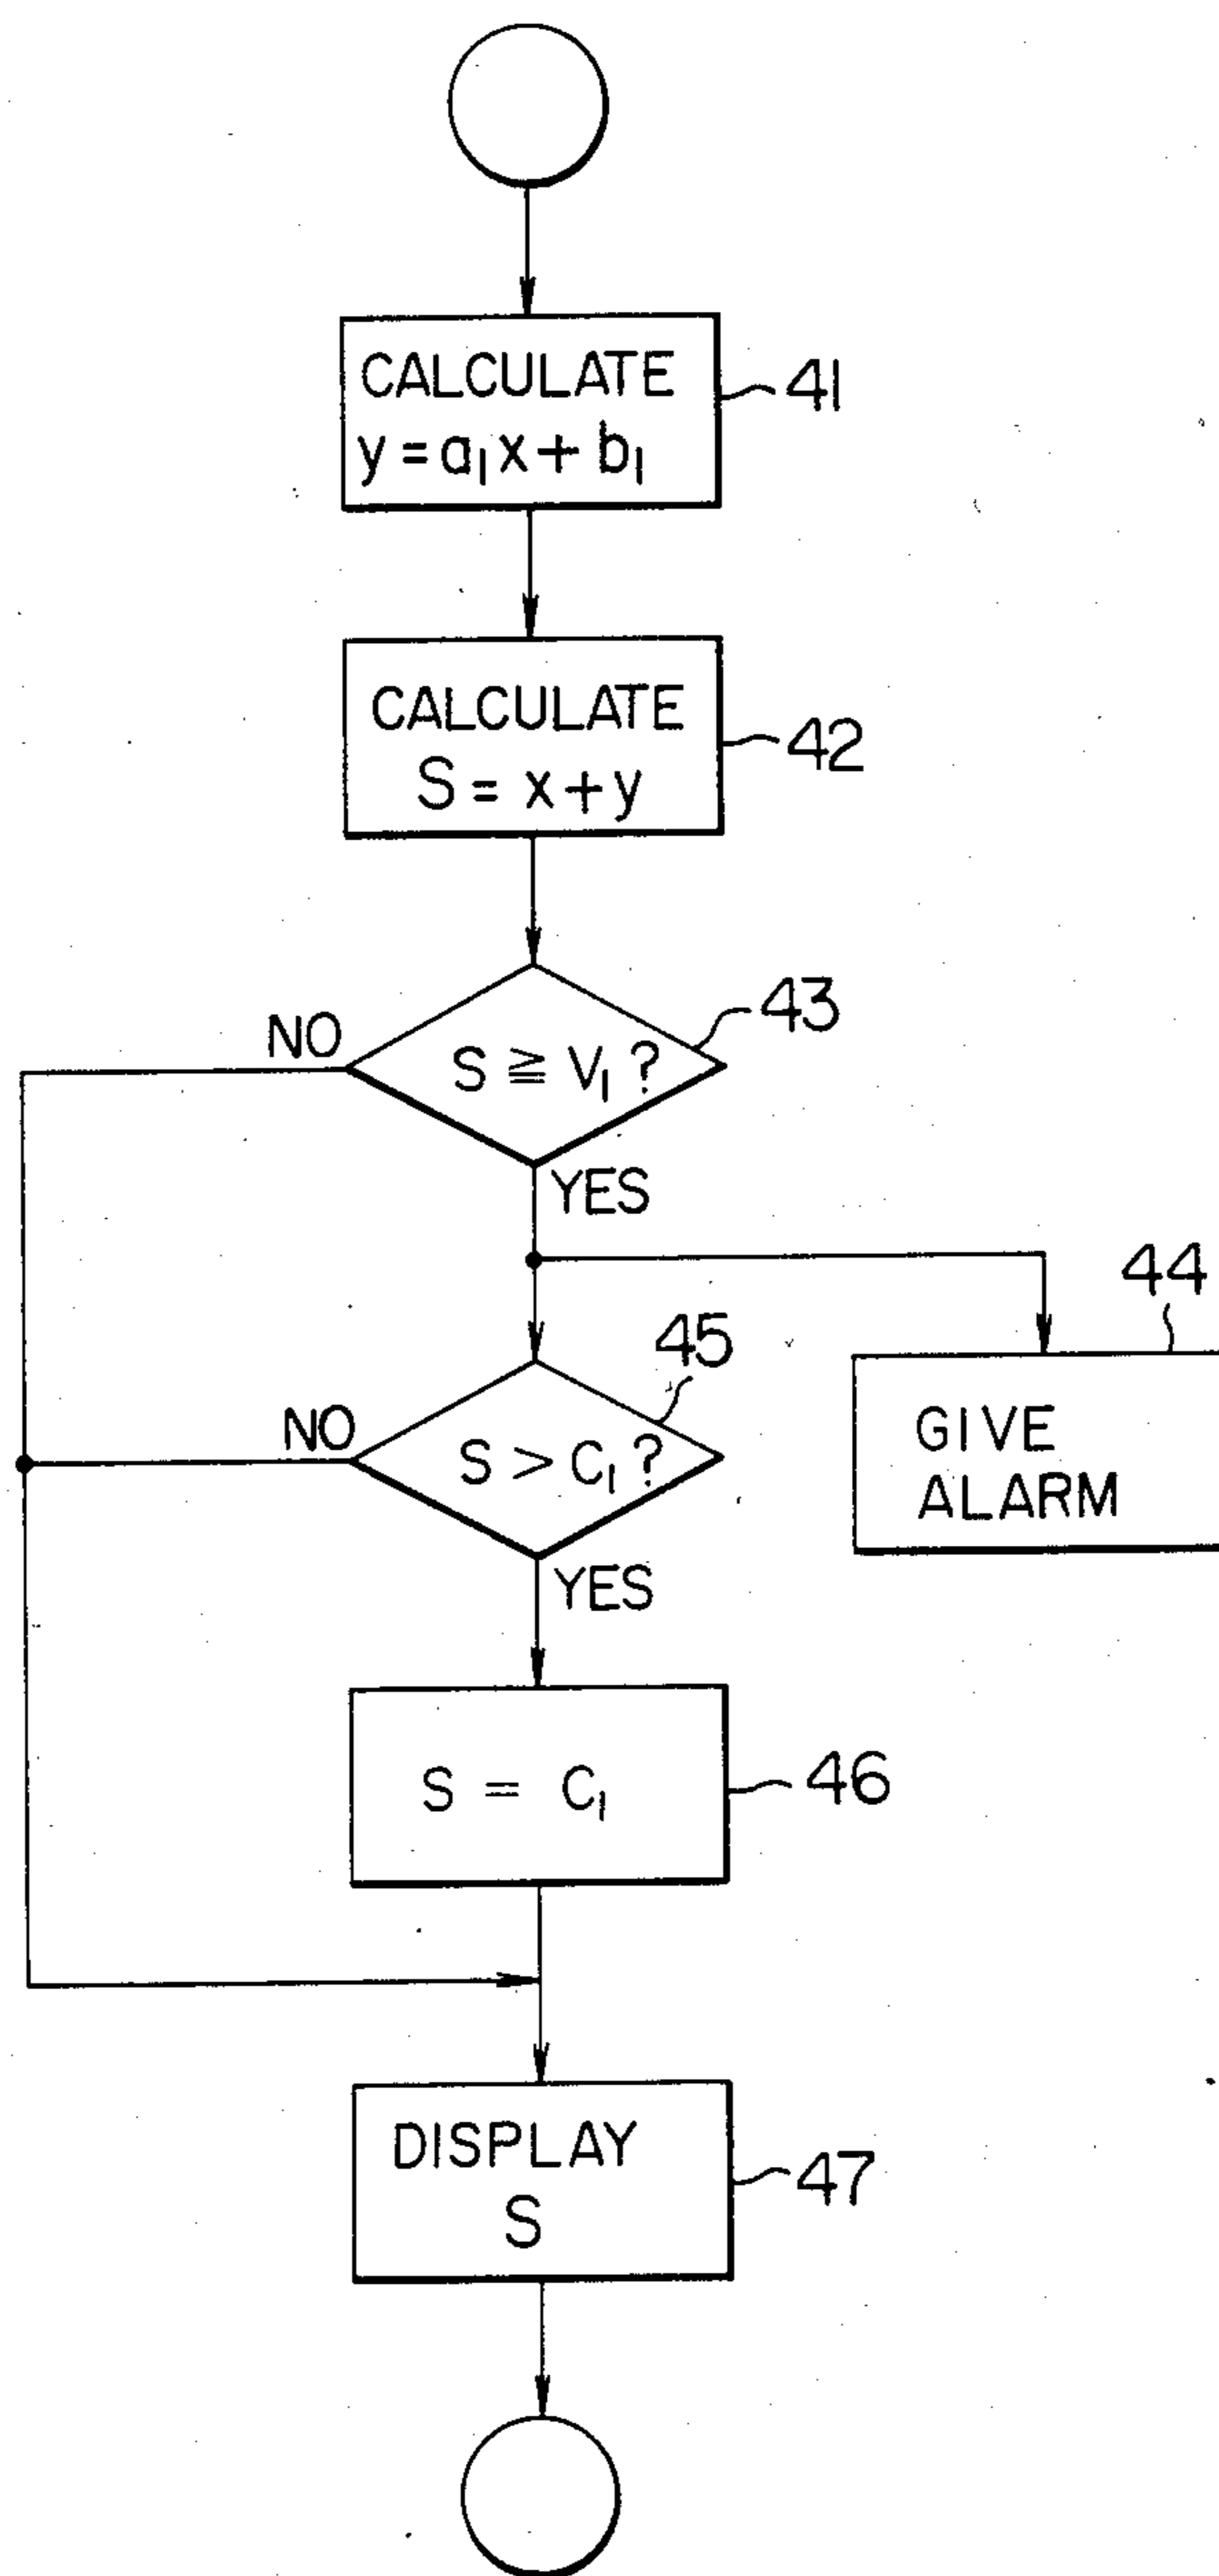 CALCULATE
y = a₁x + b₁
41
CALCULATE
S = x + y
42
43
NO
S ≧ V₁ ?
YES
44
45
GIVE
ALARM
NO
S > C₁ ?
YES
S = C₁
46
DISPLAY
S
47